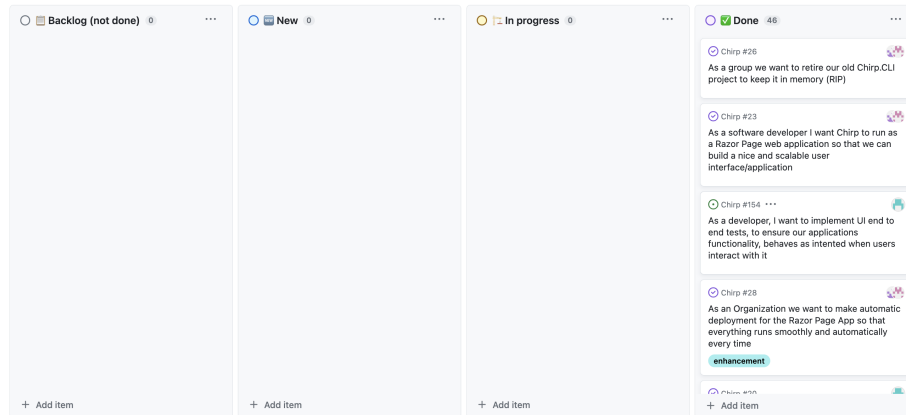 Backlog (not done) 0
New 0
In progress 0
Done 46
Chirp #26
As a group we want to retire our old Chirp.CLI
project to keep it in memory (RIP)
Chirp #23
As a software developer I want Chirp to run as
a Razor Page web application so that we can
build a nice and scalable user
interface/application
Chirp #154
As a developer, I want to implement UI end to
end tests, to ensure our applications
functionality, behaves as intented when users
interact with it
Chirp #28
As an Organization we want to make automatic
deployment for the Razor Page App so that
everything runs smoothly and automatically
every time
enhancement
+ Add item
+ Add item
+ Add item
+ Add item